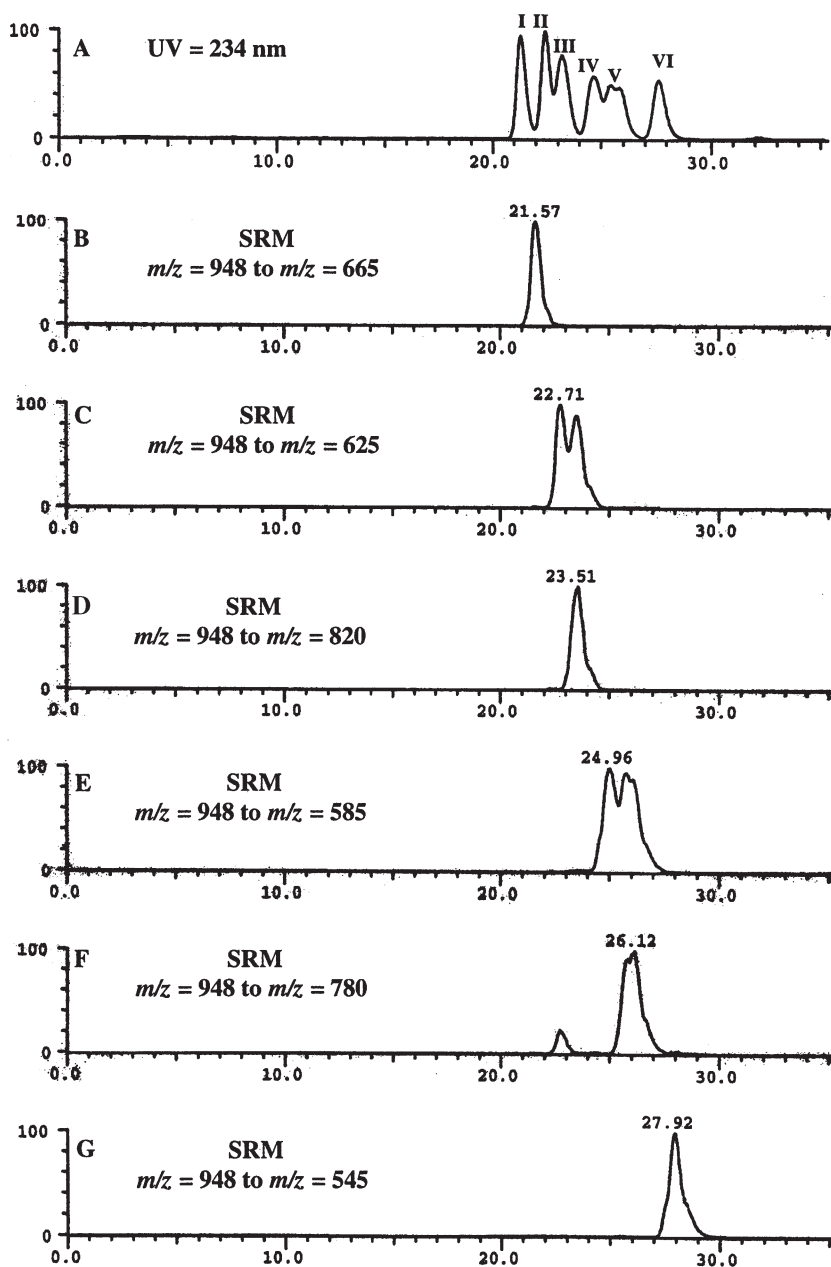 I II III IV V VI
A UV = 234 nm
100
0
0.0 10.0 20.0 30.0
21.57
B SRM
m/z = 948 to m/z = 665
100
0
0.0 10.0 20.0 30.0
22.71
C SRM
m/z = 948 to m/z = 625
100
0
0.0 10.0 20.0 30.0
23.51
D SRM
m/z = 948 to m/z = 820
100
0
0.0 10.0 20.0 30.0
24.96
E SRM
m/z = 948 to m/z = 585
100
0
0.0 10.0 20.0 30.0
26.12
F SRM
m/z = 948 to m/z = 780
100
0
0.0 10.0 20.0 30.0
27.92
G SRM
m/z = 948 to m/z = 545
100
0
0.0 10.0 20.0 30.0